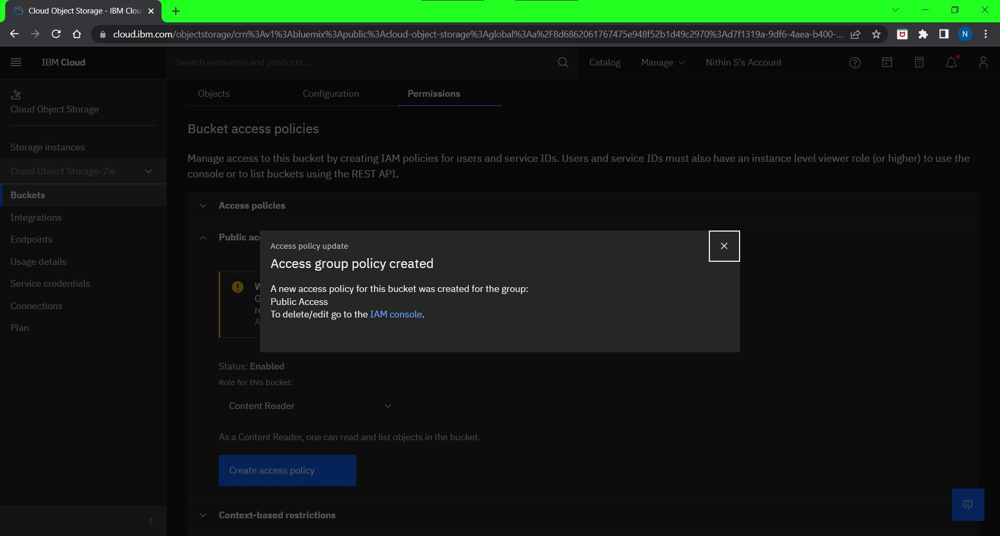 Cloud Object Storage - IBM Clou
cloud.ibm.com/objectstorage/crn%3Av1%3Abluemix%3Apublic%3Acloud-object-storage%3Aglobal%3Aa%2F8d6862061767475e948f52b1d49c2970%3Ad7f1319a-9df6-4aea-b400-...
N
IBM Cloud
Search resources and products...
Catalog
Manage
Nithin S's Account
Cloud Object Storage
Storage instances
Cloud Object Storage-2w
Buckets
Integrations
Endpoints
Usage details
Service credentials
Connections
Plan
Objects
Configuration
Permissions
Bucket access policies
Manage access to this bucket by creating IAM policies for users and service IDs. Users and service IDs must also have an instance level viewer role (or higher) to use the
console or to list buckets using the REST API.
Access policies
Public acc
W
G
re
A
Access policy update
Access group policy created
A new access policy for this bucket was created for the group:
Public Access
To delete/edit go to the IAM console.
Status: Enabled
Role for this bucket:
Content Reader
As a Content Reader, one can read and list objects in the bucket.
Create access policy
Context-based restrictions